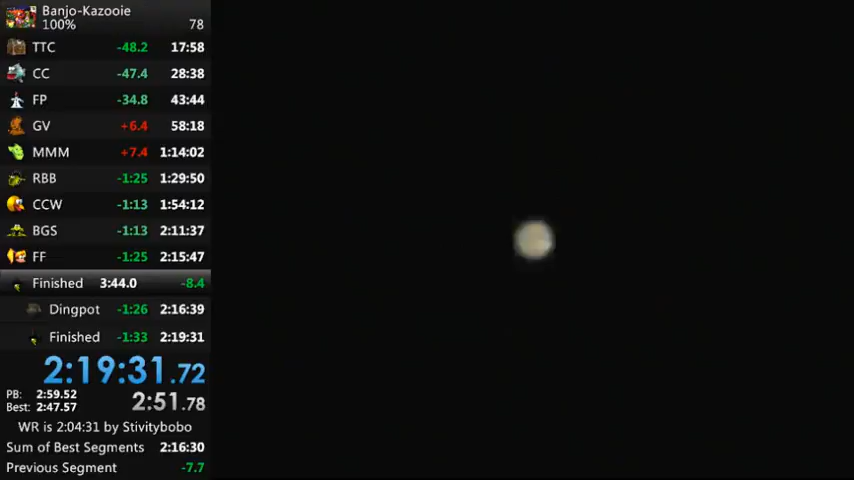 Banjo-Kazooie
100% 78
TTC -48.2 17:58
CC -47.4 28:38
FP -34.8 43:44
GV +6.4 58:18
MMM +7.4 1:14:02
RBB -1:25 1:29:50
CCW -1:13 1:54:12
BGS -1:13 2:11:37
FF -1:25 2:15:47
Finished 3:44.0 -8.4
Dingpot -1:26 2:16:39
Finished -1:33 2:19:31
2:19:31.72
PB: 2:59.52
Best: 2:47.57
2:51.78
WR is 2:04:31 by Stivitybobo
Sum of Best Segments 2:16:30
Previous Segment -7.7